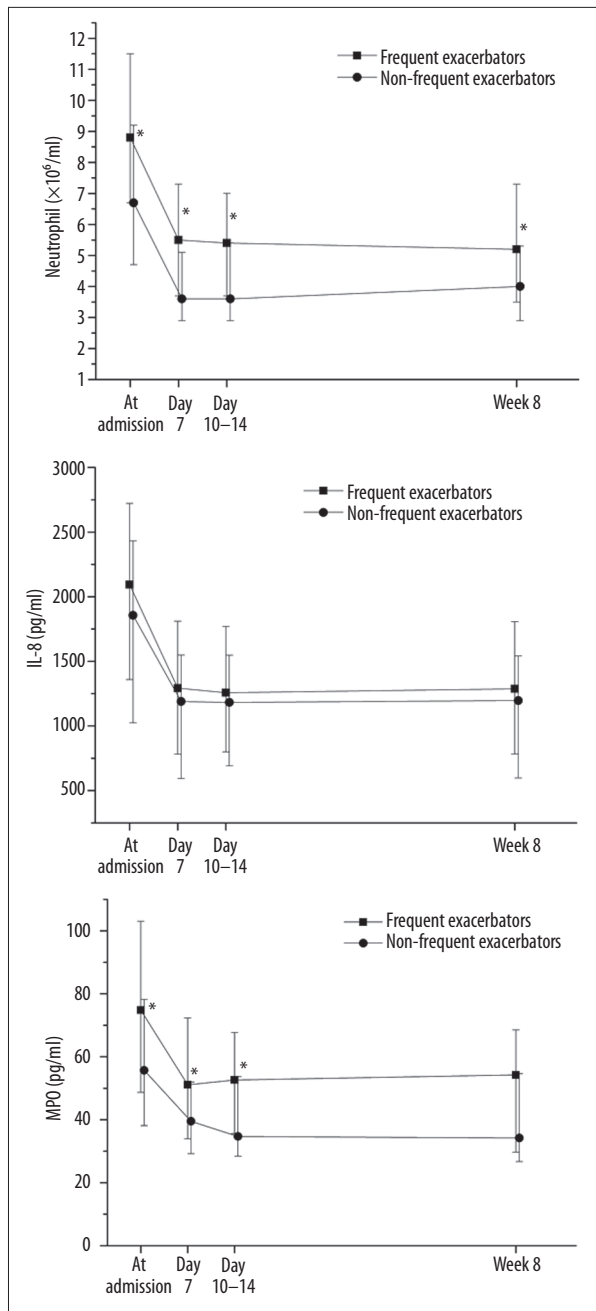 12
11
10
9
8
7
6
5
4
3
2
1
Neutrophil (×10⁶/ml)
Frequent exacerbators
Non-frequent exacerbators
*
*
*
*
At admission
Day 7
Day 10–14
Week 8
3000
2500
2000
1500
1000
500
IL-8 (pg/ml)
Frequent exacerbators
Non-frequent exacerbators
At admission
Day 7
Day 10–14
Week 8
100
80
60
40
20
0
MPO (pg/ml)
Frequent exacerbators
Non-frequent exacerbators
*
*
*
At admission
Day 7
Day 10–14
Week 8